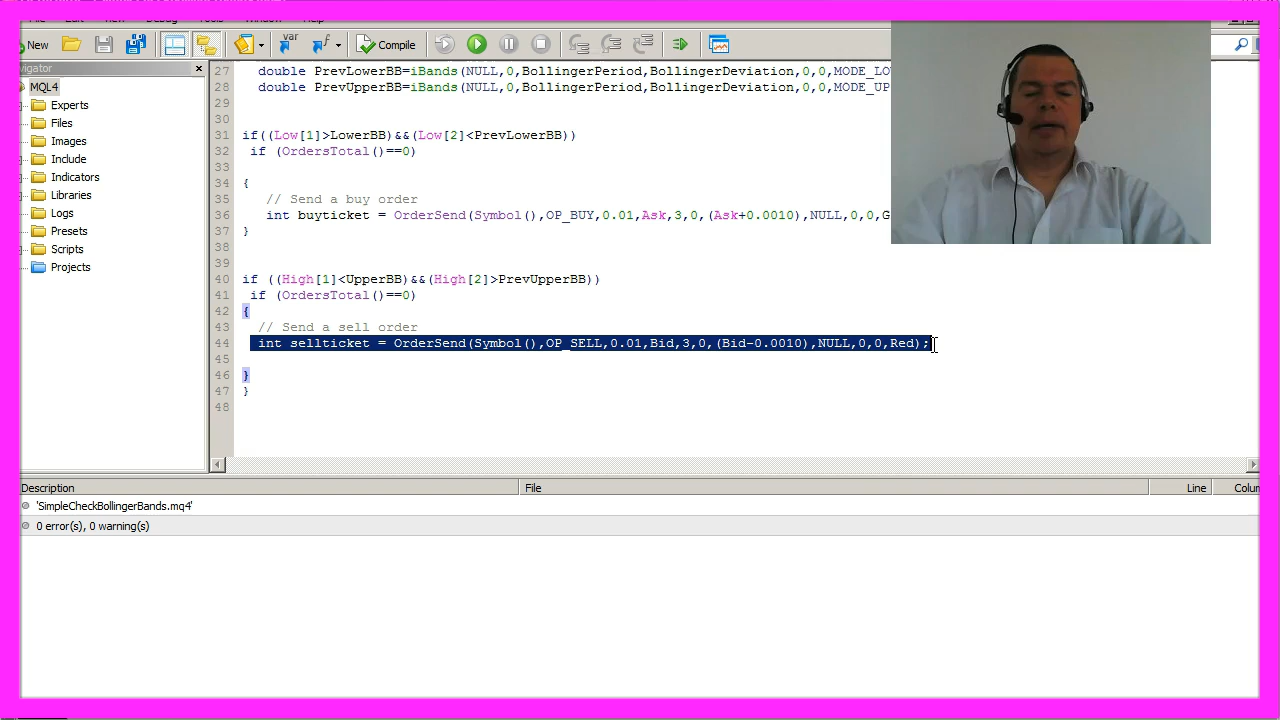 New
Compile
MQL4
Experts
Files
Images
Include
Indicators
Libraries
Logs
Presets
Scripts
Projects
27 double PrevLowerBB=iBands(NULL,0,BollingerPeriod,BollingerDeviation,0,0,MODE_LO
28 double PrevUpperBB=iBands(NULL,0,BollingerPeriod,BollingerDeviation,0,0,MODE_UP
29
30
31 if((Low[1]>LowerBB)&&(Low[2]<PrevLowerBB))
32 if (OrdersTotal()==0)
33
34 {
35 // Send a buy order
36 int buyticket = OrderSend(Symbol(),OP_BUY,0.01,Ask,3,0,(Ask+0.0010),NULL,0,0,G
37 }
38
39
40 if ((High[1]<UpperBB)&&(High[2]>PrevUpperBB))
41 if (OrdersTotal()==0)
42 {
43 // Send a sell order
44 int sellticket = OrderSend(Symbol(),OP_SELL,0.01,Bid,3,0,(Bid-0.0010),NULL,0,0,Red);
45
46 }
47 }
48
Description File Line Colu
'SimpleCheckBollingerBands.mq4'
0 error(s), 0 warning(s)